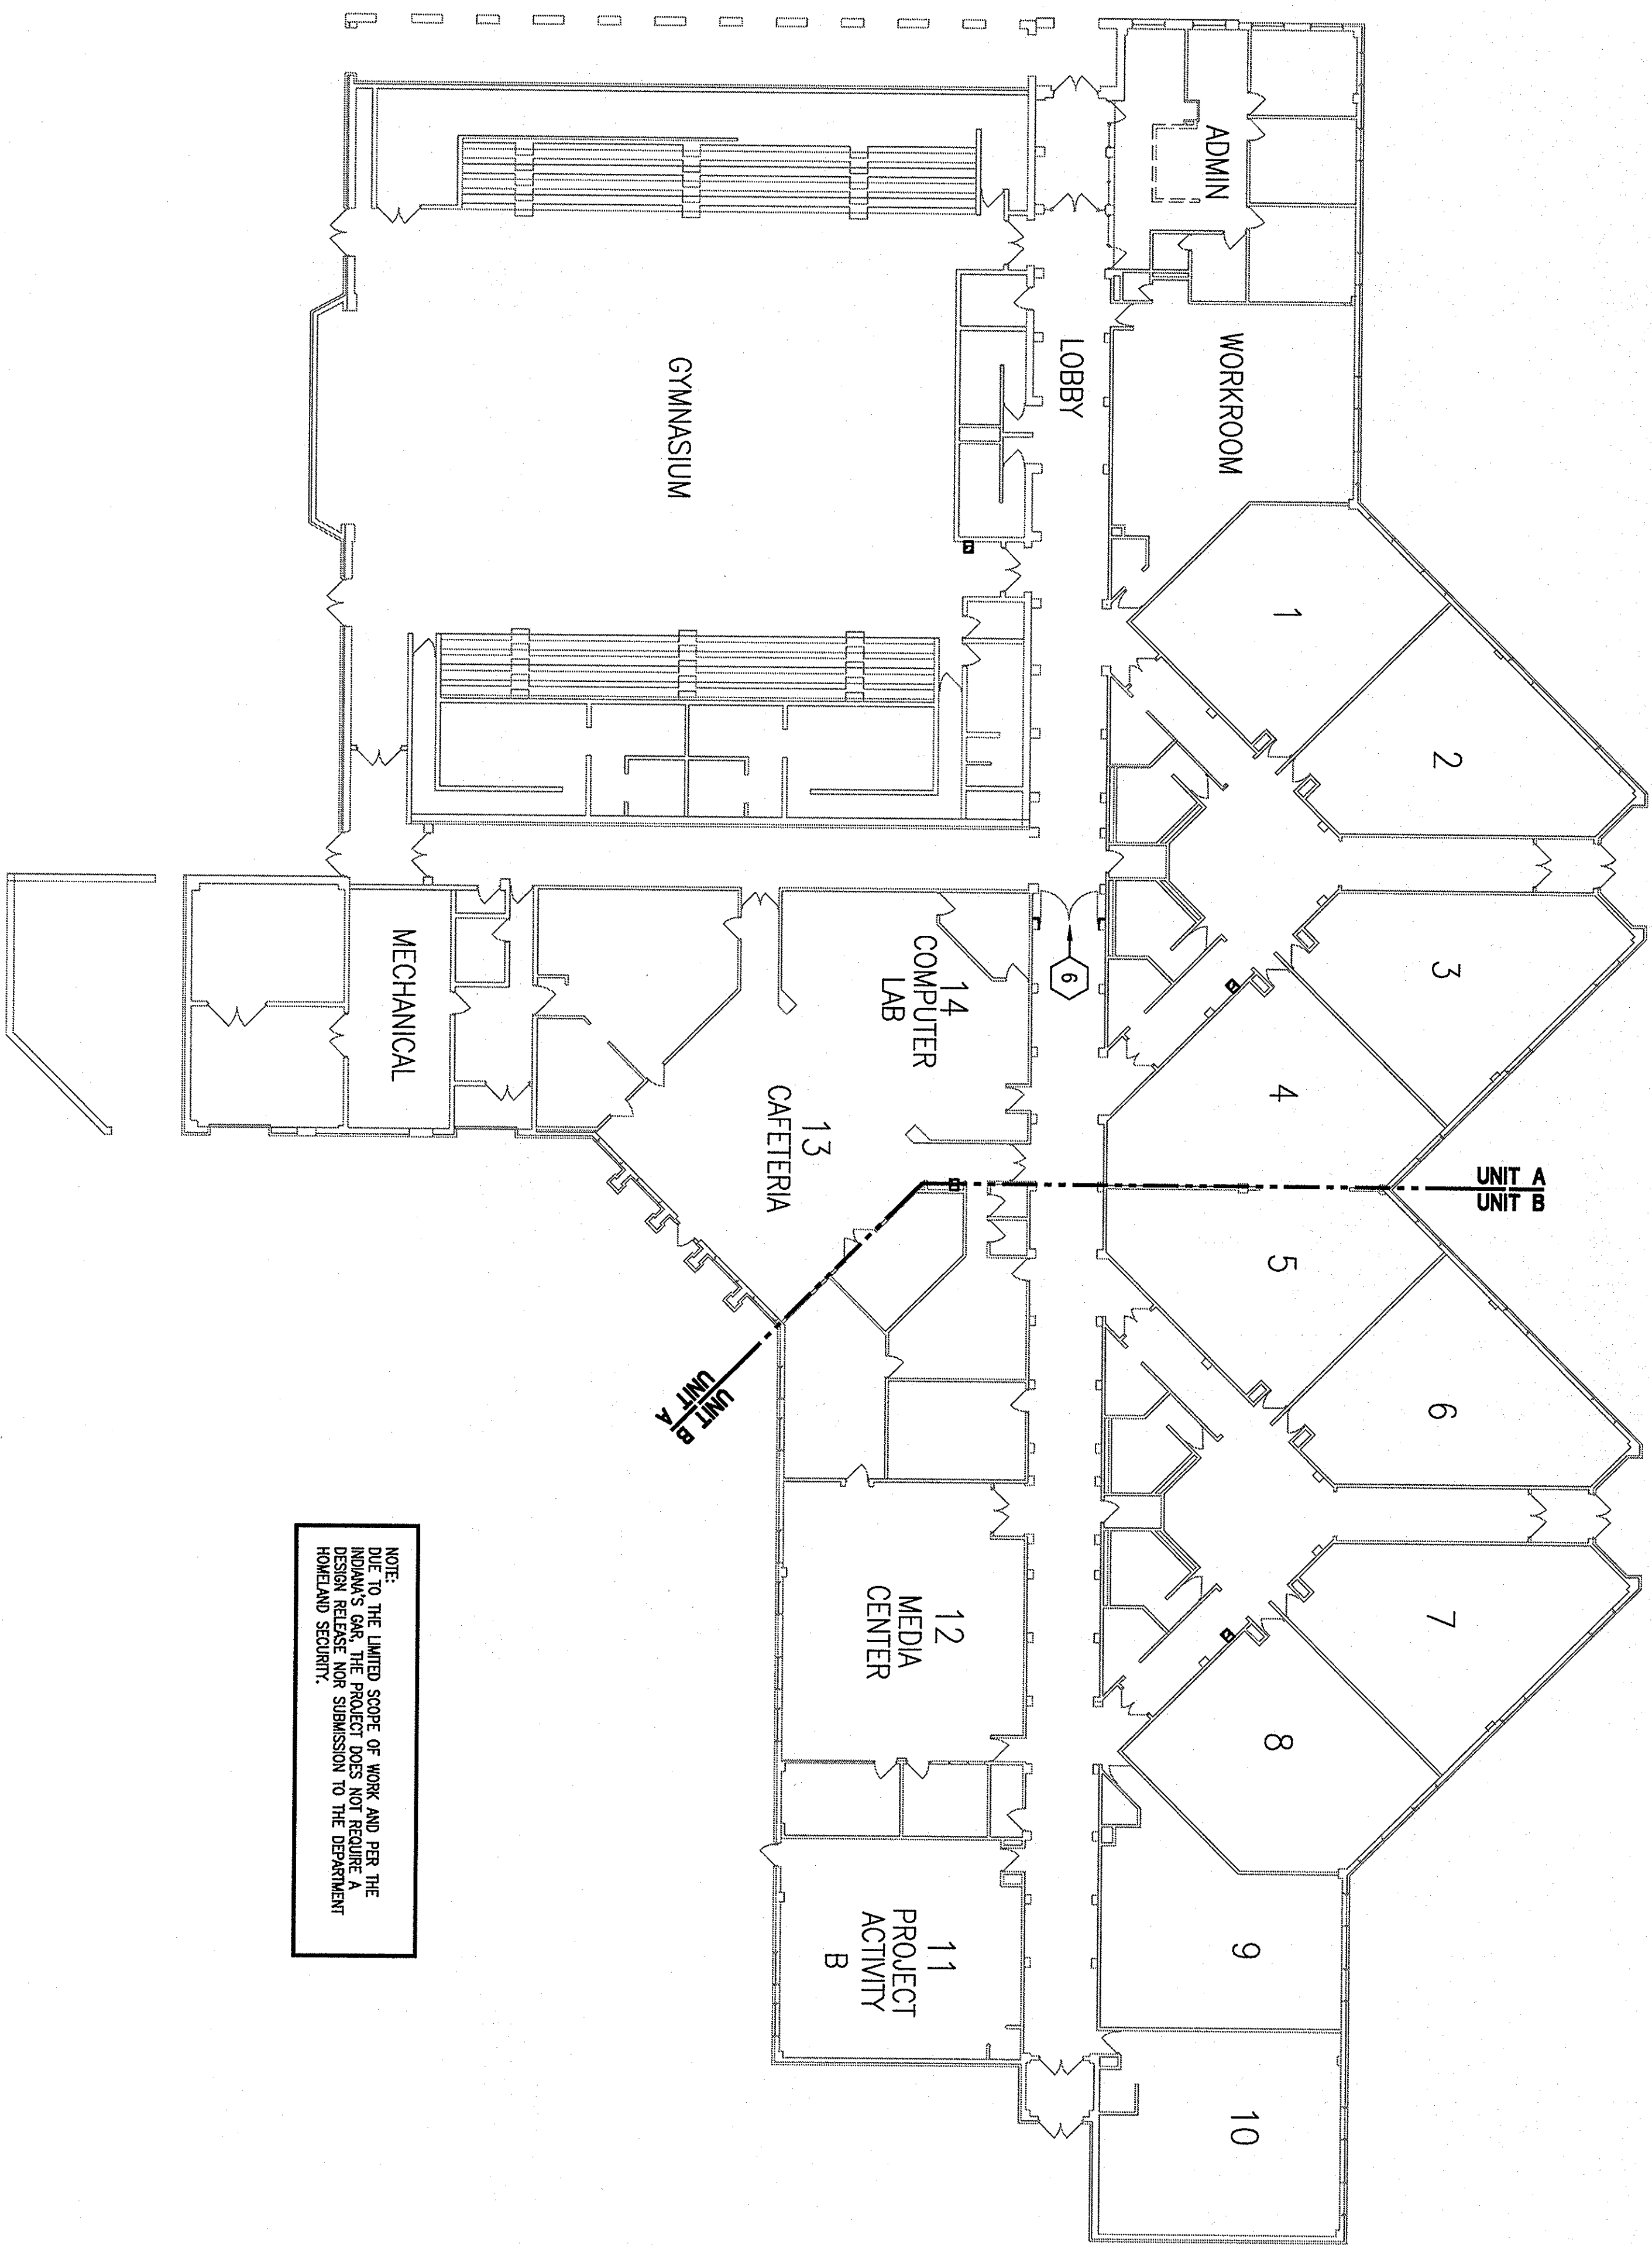 ADMIN
WORKROOM
LOBBY
GYMNASIUM
1
2
3
4
5
6
7
8
9
10
6
14
COMPUTER
LAB
13
CAFETERIA
MECHANICAL
UNIT A
UNIT B
UNIT B
UNIT A
12
MEDIA
CENTER
11
PROJECT
ACTIVITY
B
NOTE:
DUE TO THE LIMITED SCOPE OF WORK AND PER THE
INDIANA'S GAR, THE PROJECT DOES NOT REQUIRE A
DESIGN RELEASE NOR SUBMISSION TO THE DEPARTMENT
HOMELAND SECURITY.